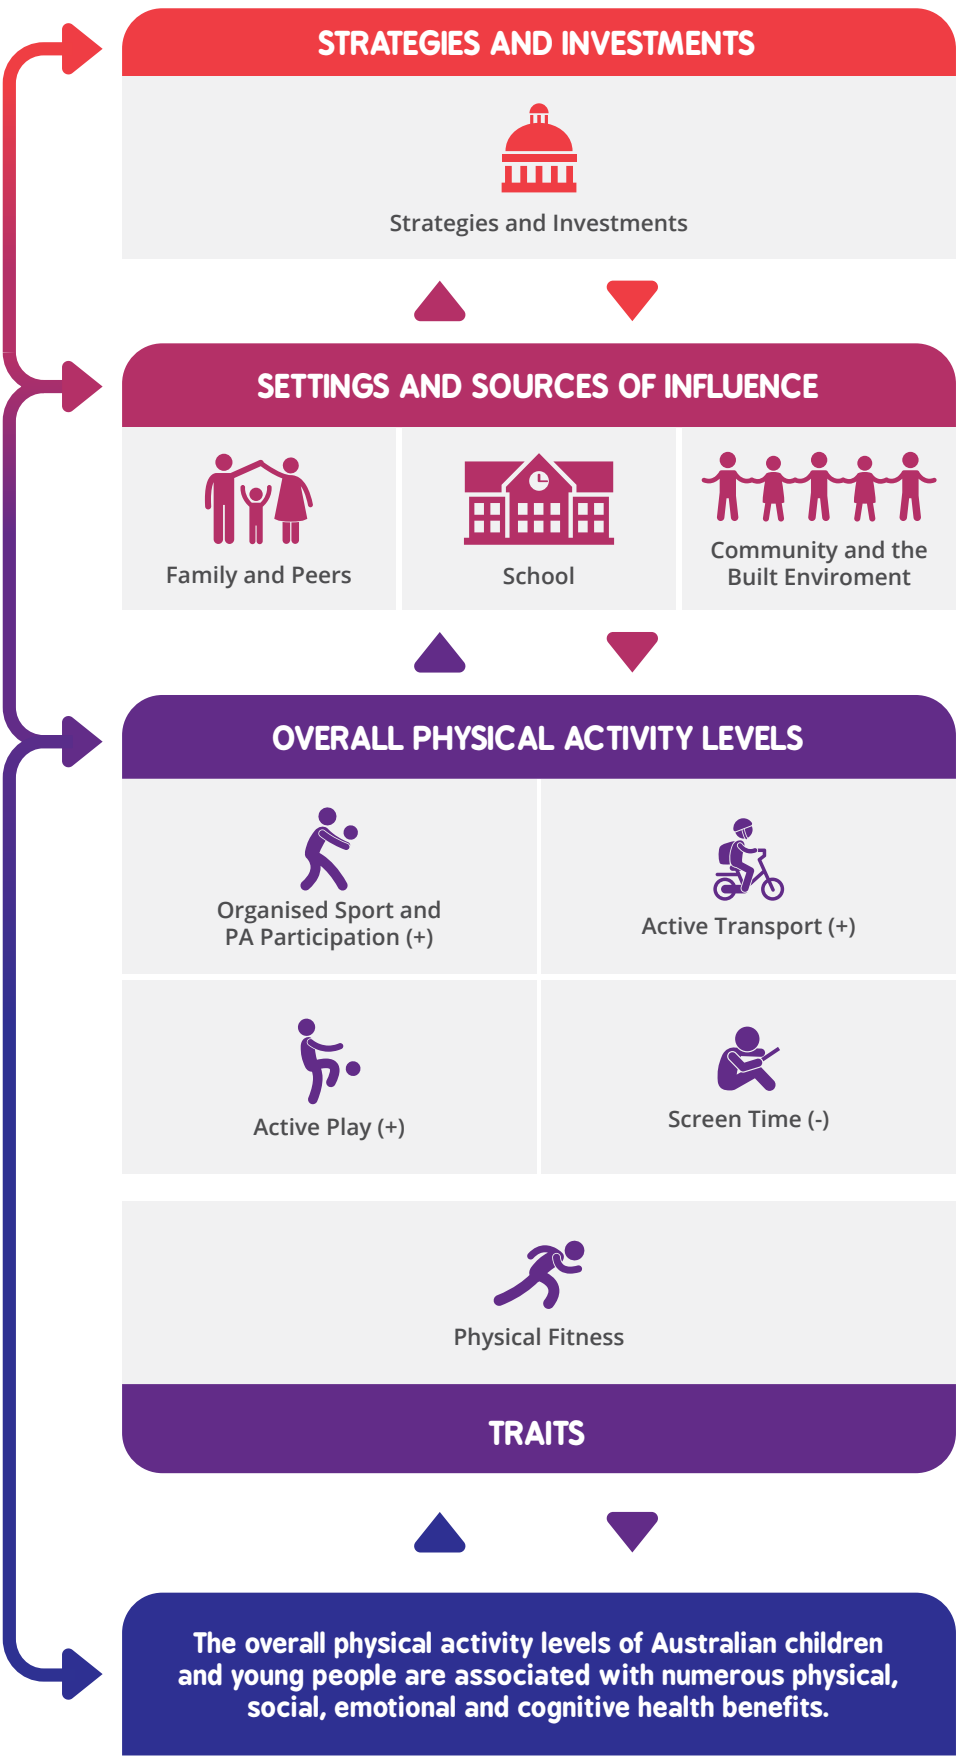 STRATEGIES AND INVESTMENTS
Strategies and Investments
SETTINGS AND SOURCES OF INFLUENCE
Family and Peers
School
Community and the
Built Enviroment
OVERALL PHYSICAL ACTIVITY LEVELS
Organised Sport and
PA Participation (+)
Active Transport (+)
Active Play (+)
Screen Time (-)
Physical Fitness
TRAITS
The overall physical activity levels of Australian children
and young people are associated with numerous physical,
social, emotional and cognitive health benefits.